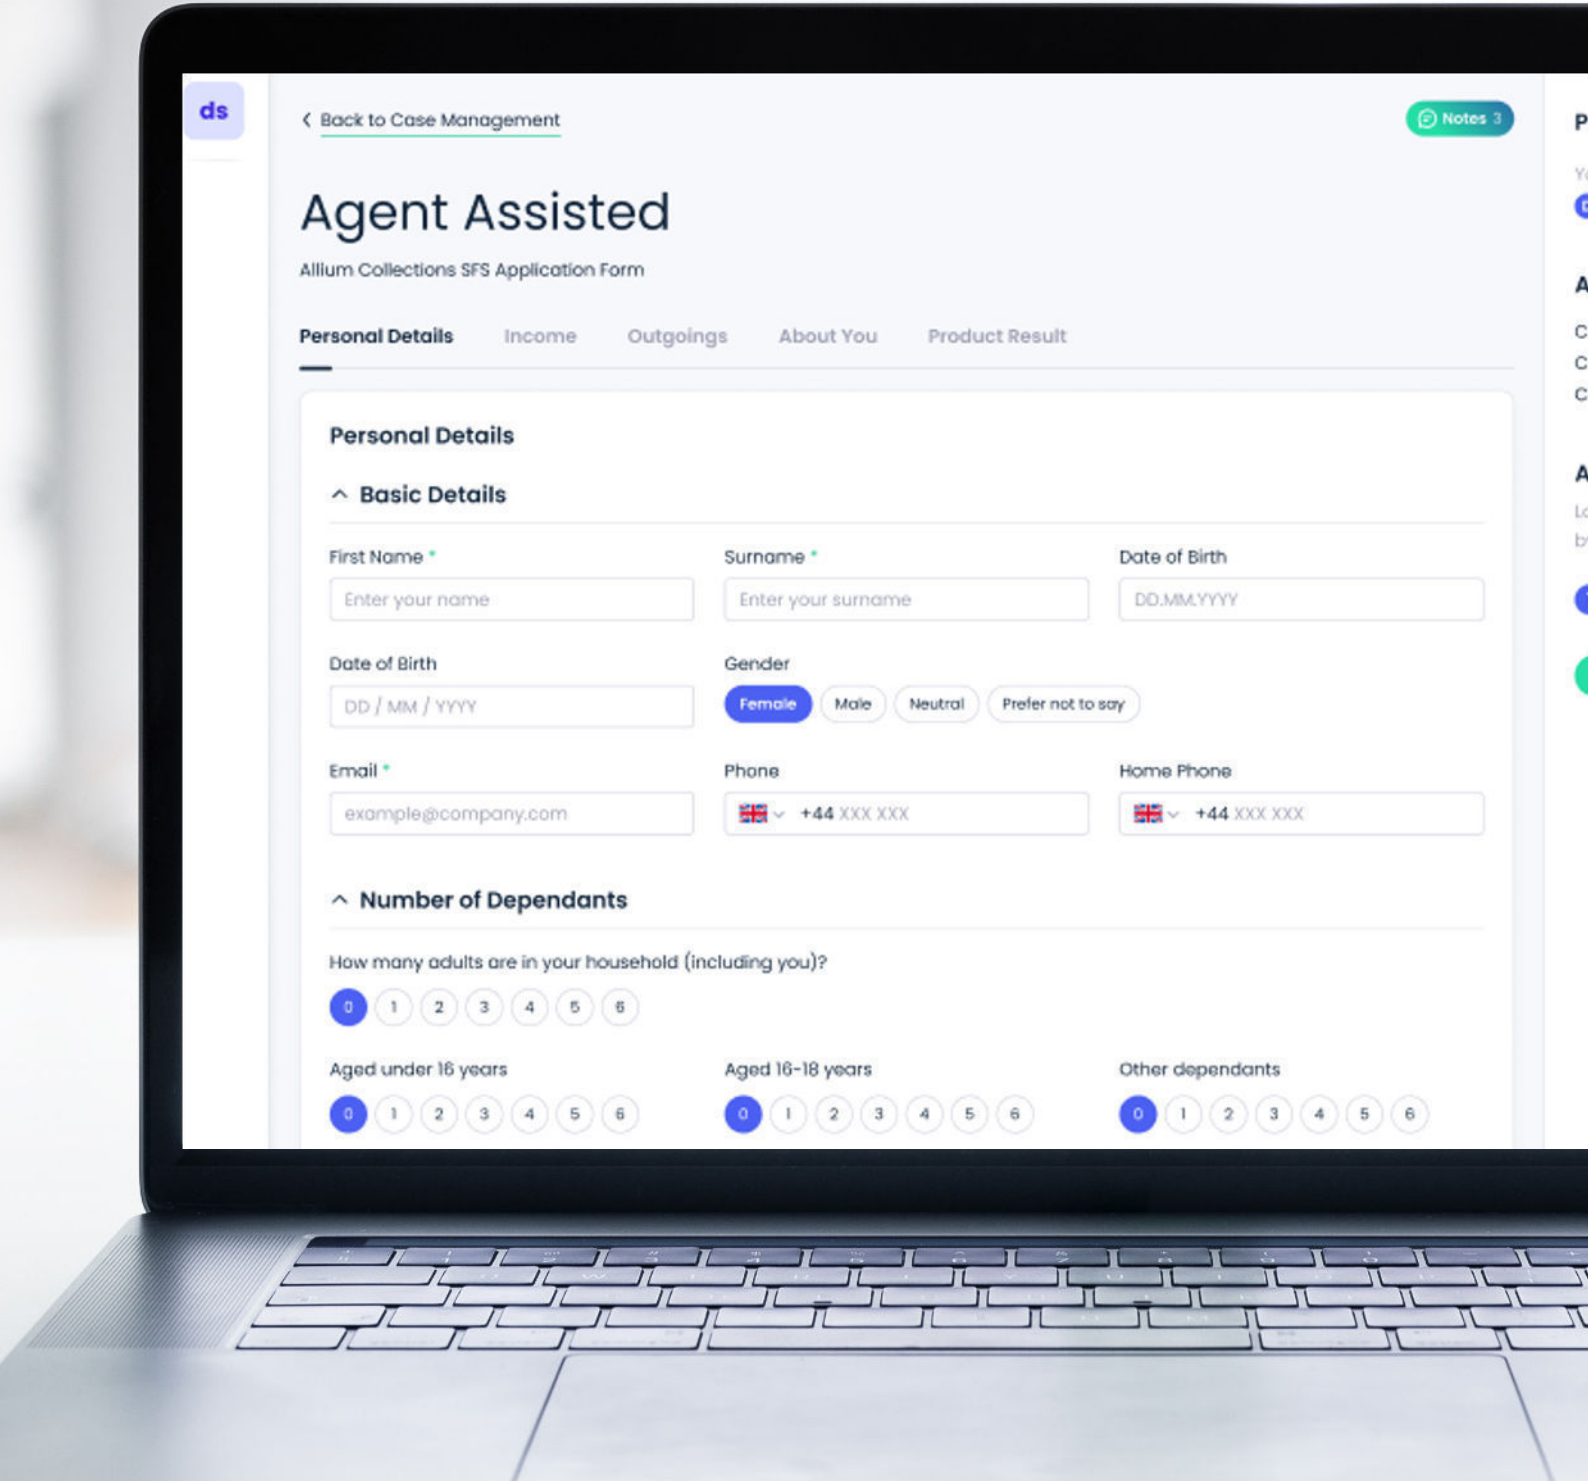 ds
Back to Case Management
Notes 3
Agent Assisted
Allium Collections SFS Application Form
Personal Details Income Outgoings About You Product Result
Personal Details
Basic Details
First Name * Surname * Date of Birth
Enter your name Enter your surname DD.MM.YYYY
Date of Birth Gender
DD / MM / YYYY Female Male Neutral Prefer not to say
Email * Phone Home Phone
example@company.com +44 XXX XXX +44 XXX XXX
Number of Dependants
How many adults are in your household (including you)?
0 1 2 3 4 5 6
Aged under 16 years Aged 16-18 years Other dependants
0 1 2 3 4 5 6 0 1 2 3 4 5 6 0 1 2 3 4 5 6